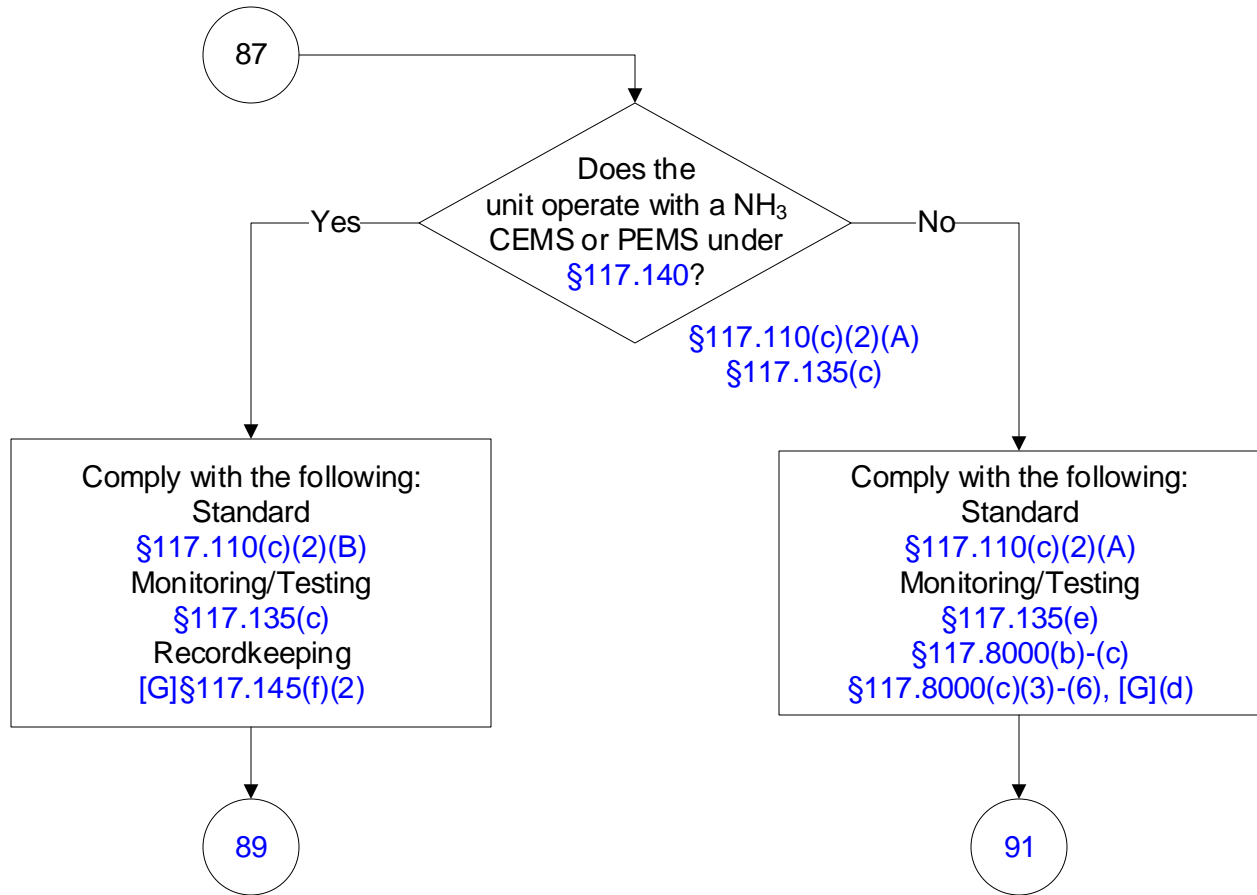 87
Does the
unit operate with a NH₃
CEMS or PEMS under
§117.140?
Yes
No
§117.110(c)(2)(A)
§117.135(c)
Comply with the following:
Standard
§117.110(c)(2)(B)
Monitoring/Testing
§117.135(c)
Recordkeeping
[G]§117.145(f)(2)
Comply with the following:
Standard
§117.110(c)(2)(A)
Monitoring/Testing
§117.135(e)
§117.8000(b)-(c)
§117.8000(c)(3)-(6), [G](d)
89
91